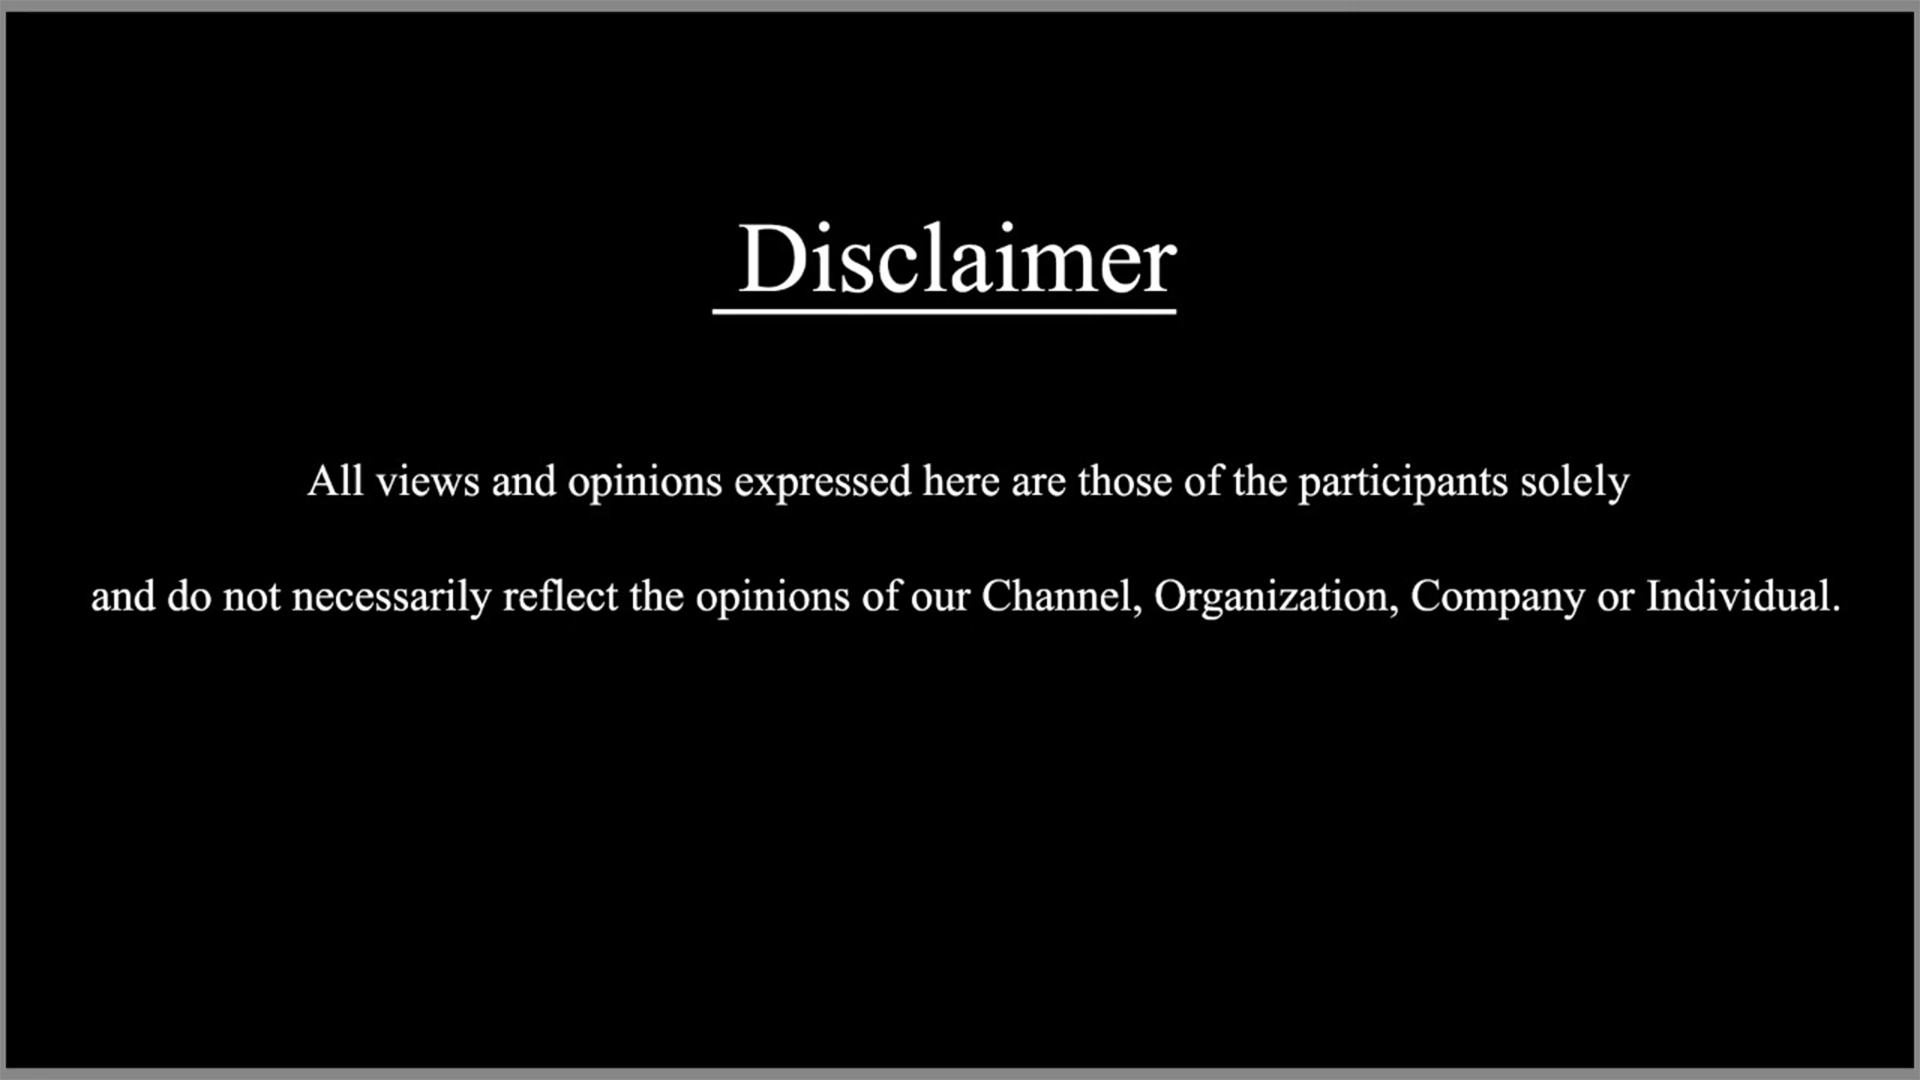 Disclaimer
All views and opinions expressed here are those of the participants solely
and do not necessarily reflect the opinions of our Channel, Organization, Company or Individual.